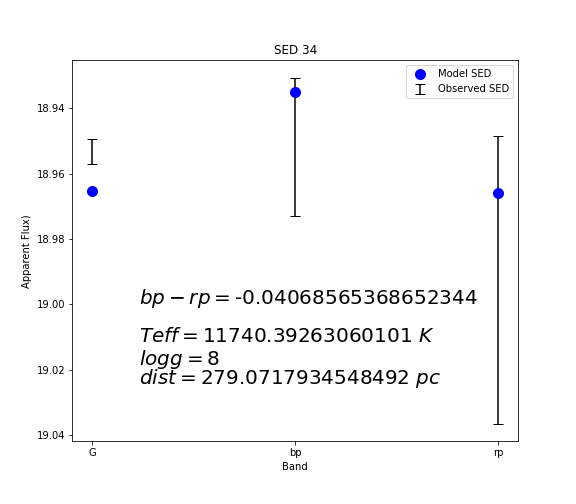 SED 34
Model SED
Observed SED
18.94
18.96
18.98
19.00
19.02
19.04
Apparent Flux)
bp − rp = -0.04068565368652344
Teff = 11740.39263060101 K
logg = 8
dist = 279.0717934548492 pc
G bp rp
Band